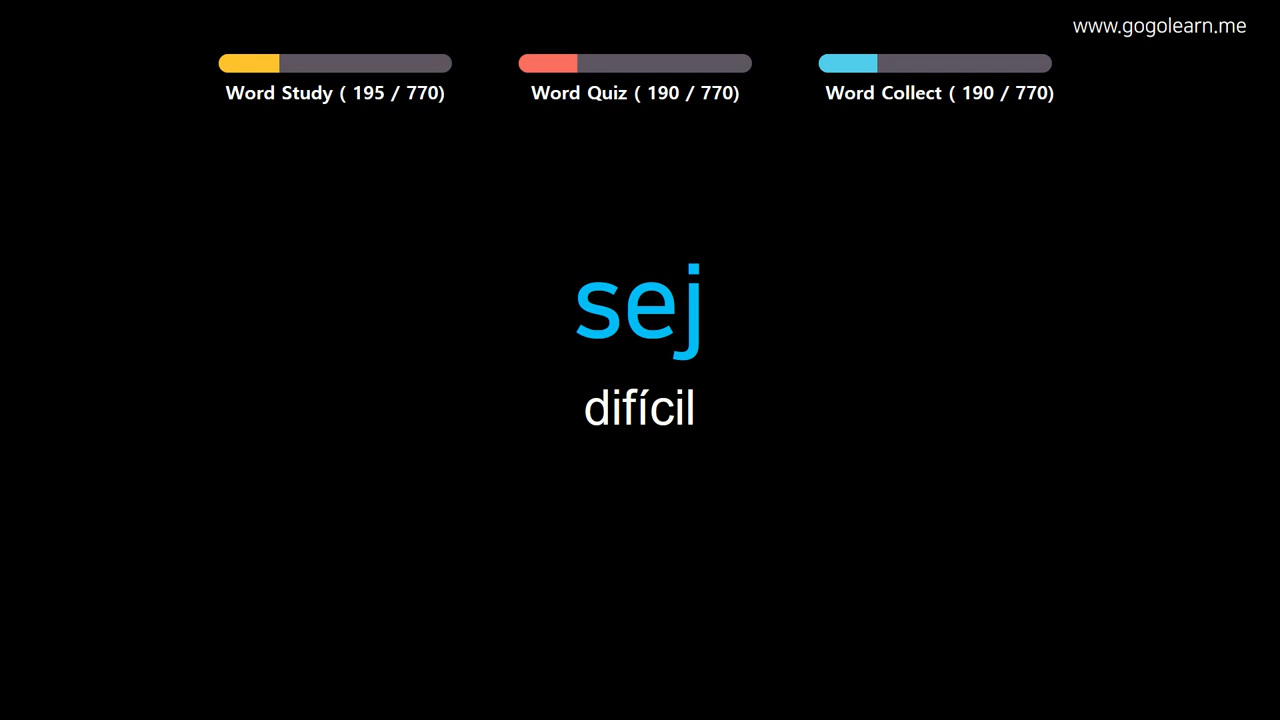 www.gogolearn.me
Word Study ( 195 / 770)
Word Quiz ( 190 / 770)
Word Collect ( 190 / 770)
sej
difícil